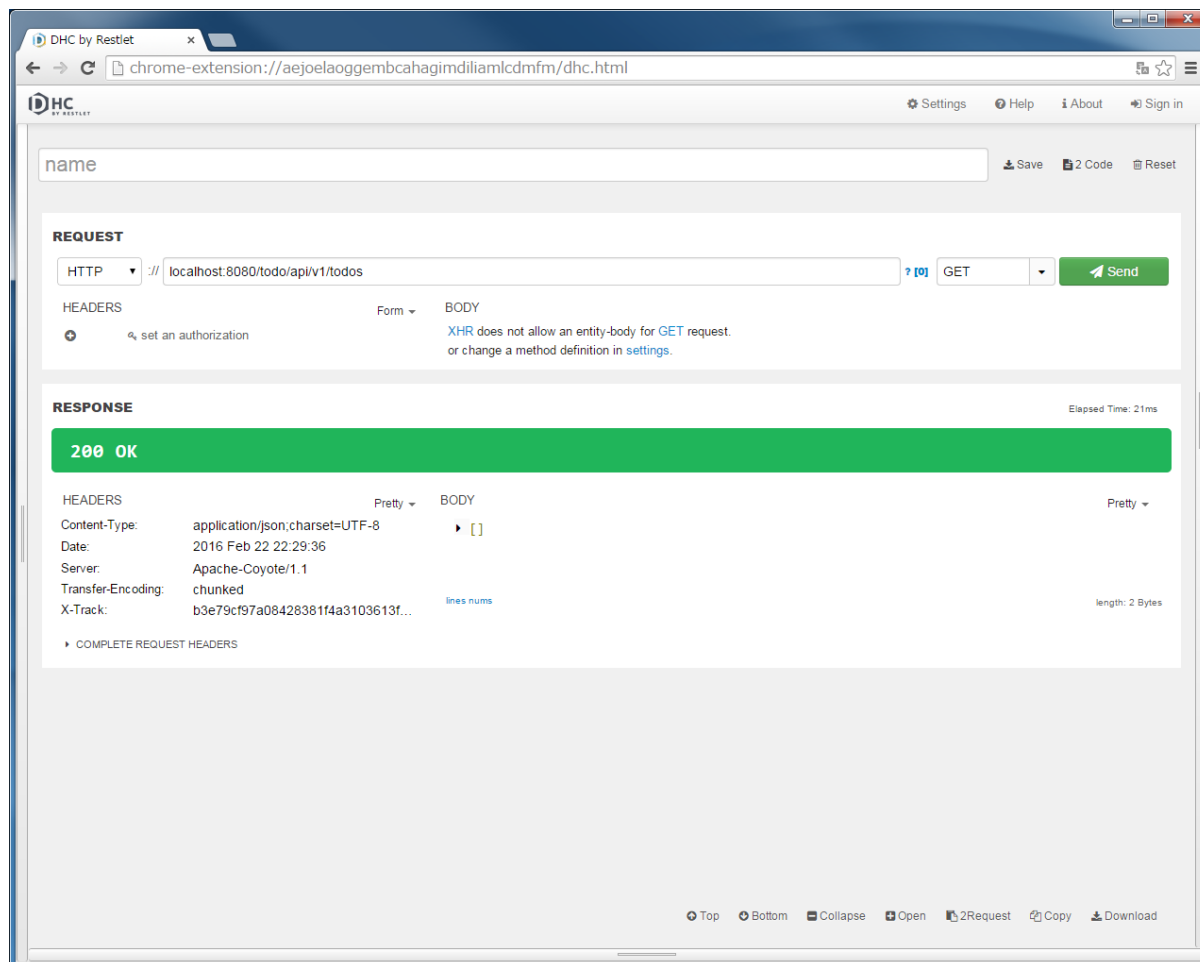 DHC by Restlet
chrome-extension://aejoelaoggembcahagimdiliamlcdmfm/dhc.html
DHC BY RESTLET
Settings Help About Sign in
name
Save 2 Code Reset
REQUEST
HTTP :// localhost:8080/todo/api/v1/todos ? [0] GET Send
HEADERS Form BODY
set an authorization
XHR does not allow an entity-body for GET request.
or change a method definition in settings.
RESPONSE
Elapsed Time: 21ms
200 OK
HEADERS Pretty BODY Pretty
Content-Type: application/json;charset=UTF-8
[]
Date: 2016 Feb 22 22:29:36
Server: Apache-Coyote/1.1
Transfer-Encoding: chunked
X-Track: b3e79cf97a08428381f4a3103613f...
lines nums
length: 2 Bytes
COMPLETE REQUEST HEADERS
Top Bottom Collapse Open 2Request Copy Download